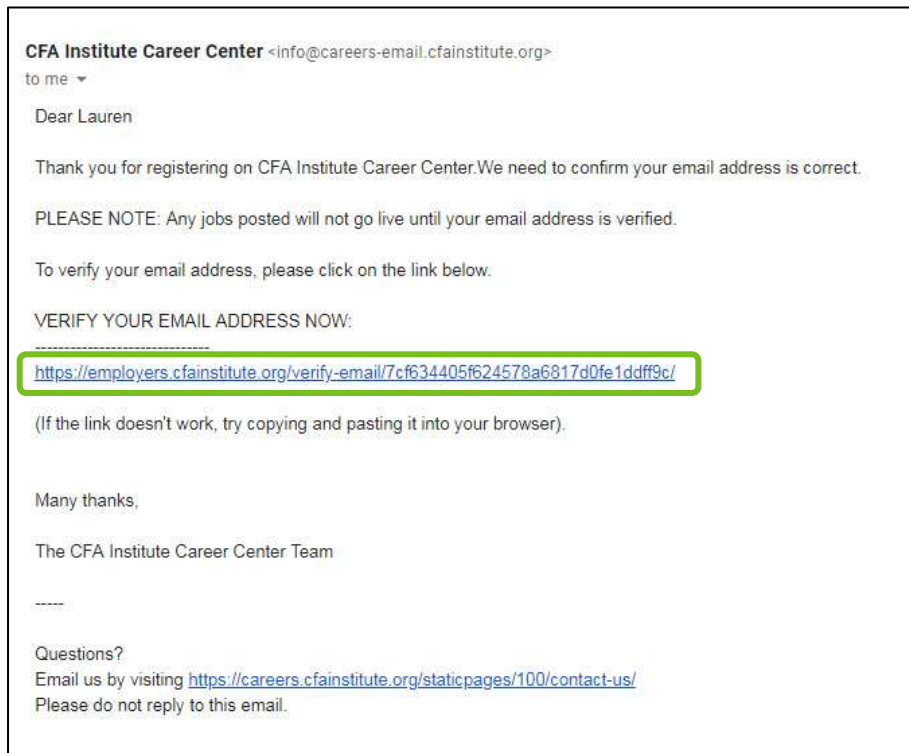 CFA Institute Career Center <info@careers-email.cfainstitute.org>
to me
Dear Lauren
Thank you for registering on CFA Institute Career Center.We need to confirm your email address is correct.
PLEASE NOTE: Any jobs posted will not go live until your email address is verified.
To verify your email address, please click on the link below.
VERIFY YOUR EMAIL ADDRESS NOW:
------------------------------
https://employers.cfainstitute.org/verify-email/7cf634405f624578a6817d0fe1ddff9c/
(If the link doesn't work, try copying and pasting it into your browser).
Many thanks,
The CFA Institute Career Center Team
-----
Questions?
Email us by visiting https://careers.cfainstitute.org/staticpages/100/contact-us/
Please do not reply to this email.